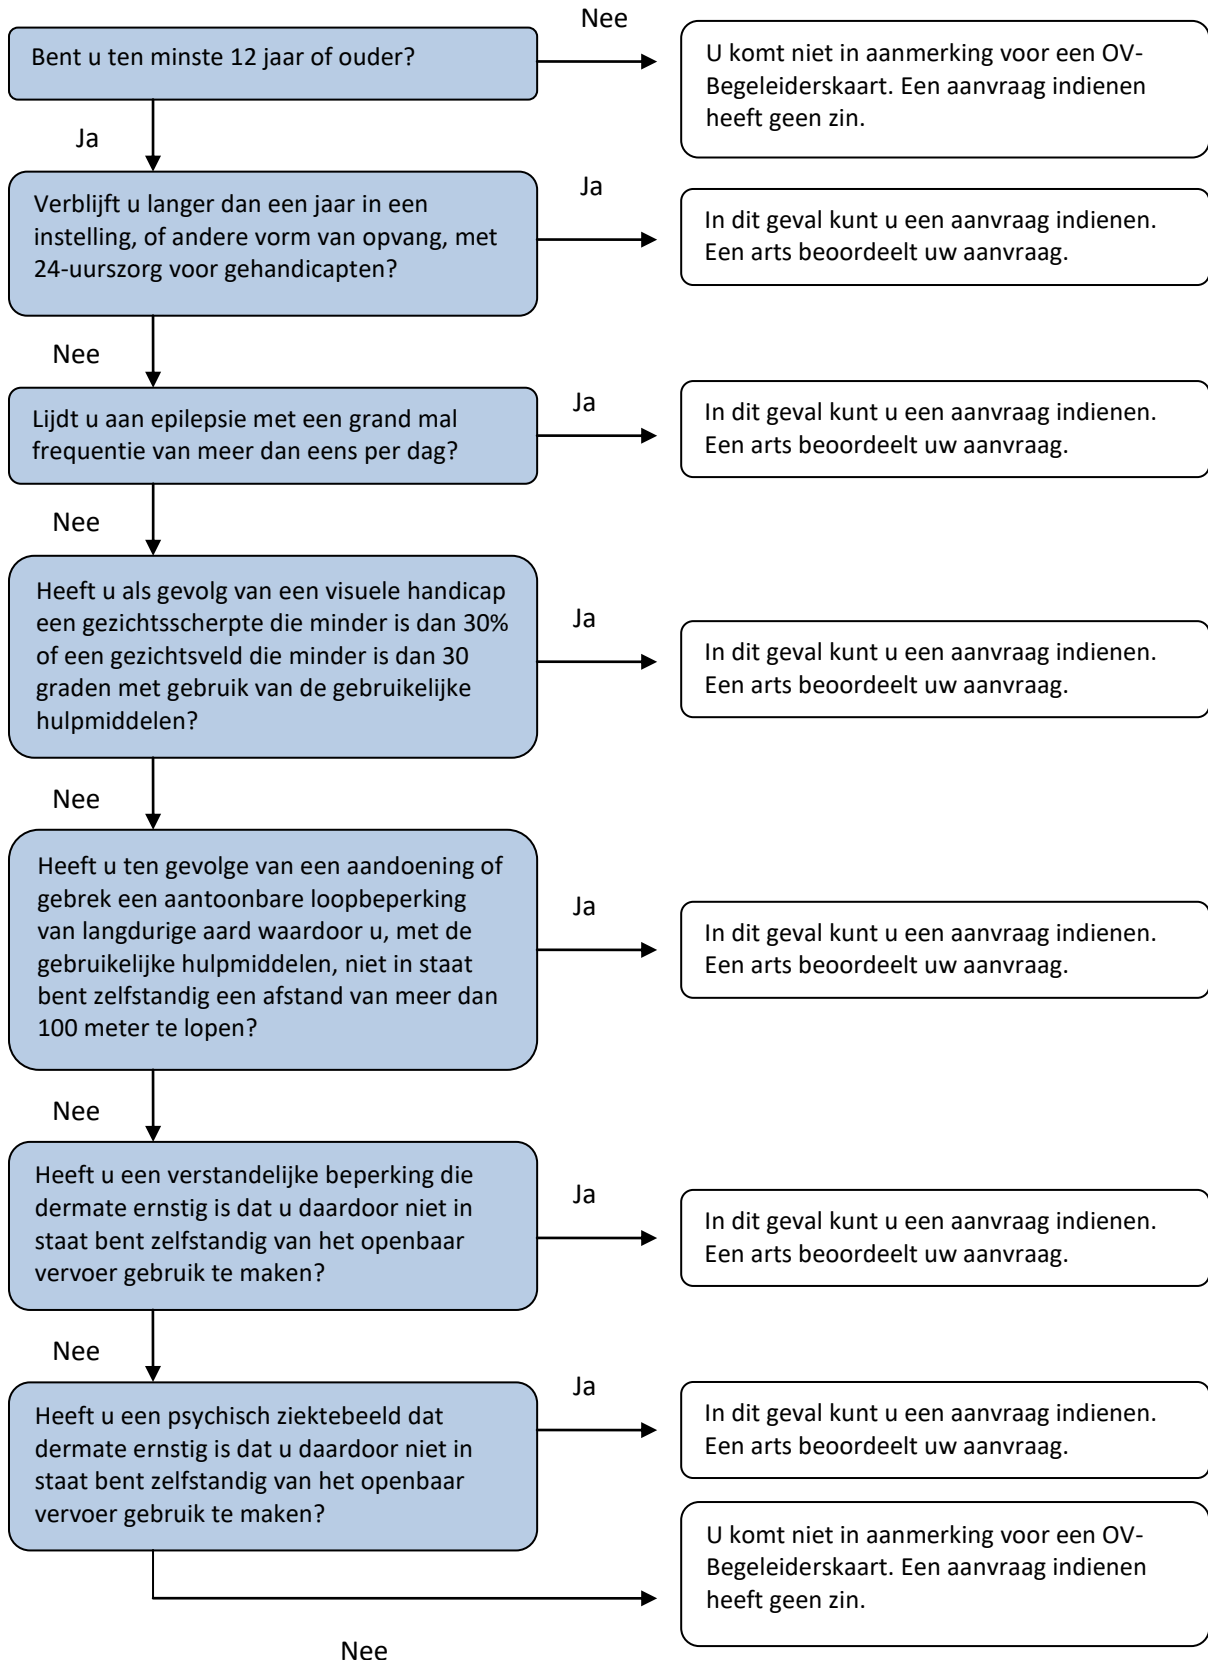 Nee
Bent u ten minste 12 jaar of ouder?
U komt niet in aanmerking voor een OV-
Begeleiderskaart. Een aanvraag indienen
heeft geen zin.
Ja
Verblijft u langer dan een jaar in een
instelling, of andere vorm van opvang, met
24-uurszorg voor gehandicapten?
Ja
In dit geval kunt u een aanvraag indienen.
Een arts beoordeelt uw aanvraag.
Nee
Lijdt u aan epilepsie met een grand mal
frequentie van meer dan eens per dag?
Ja
In dit geval kunt u een aanvraag indienen.
Een arts beoordeelt uw aanvraag.
Nee
Heeft u als gevolg van een visuele handicap
een gezichtsscherpte die minder is dan 30%
of een gezichtsveld die minder is dan 30
graden met gebruik van de gebruikelijke
hulpmiddelen?
Ja
In dit geval kunt u een aanvraag indienen.
Een arts beoordeelt uw aanvraag.
Nee
Heeft u ten gevolge van een aandoening of
gebrek een aantoonbare loopbeperking
van langdurige aard waardoor u, met de
gebruikelijke hulpmiddelen, niet in staat
bent zelfstandig een afstand van meer dan
100 meter te lopen?
Ja
In dit geval kunt u een aanvraag indienen.
Een arts beoordeelt uw aanvraag.
Nee
Heeft u een verstandelijke beperking die
dermate ernstig is dat u daardoor niet in
staat bent zelfstandig van het openbaar
vervoer gebruik te maken?
Ja
In dit geval kunt u een aanvraag indienen.
Een arts beoordeelt uw aanvraag.
Nee
Heeft u een psychisch ziektebeeld dat
dermate ernstig is dat u daardoor niet in
staat bent zelfstandig van het openbaar
vervoer gebruik te maken?
Ja
In dit geval kunt u een aanvraag indienen.
Een arts beoordeelt uw aanvraag.
U komt niet in aanmerking voor een OV-
Begeleiderskaart. Een aanvraag indienen
heeft geen zin.
Nee